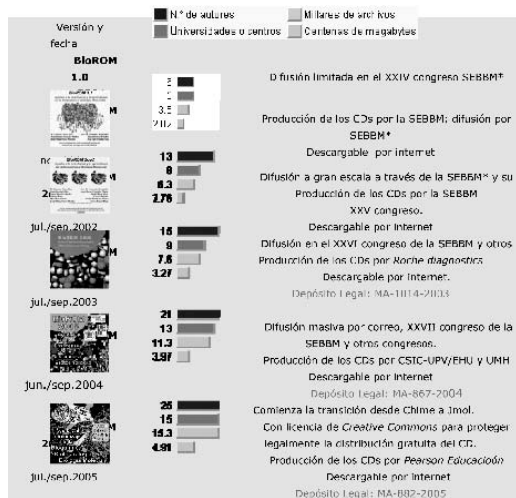 Versión y
fecha
N.º de autores
Millares de archivos
Universidades o centros
Centenas de megabytes
BioROM
1.0
Difusión limitada en el XXIV congreso SEBBM*
3.5
Producción de los CDs por la SEBBM; difusión por
SEBBM*
Descargable por internet
13
8
6.3
2.76
Difusión a gran escala a través de la SEBBM* y su
Producción de los CDs por la SEBBM
XXV congreso.
jul./sep.2002
Descargable por internet
15
9
7.6
3.27
Difusión en el XXVI congreso de la SEBBM y otros
Producción de los CDs por Roche diagnostics
Descargable por Internet.
jul./sep.2003
Depósito Legal: MA-1014-2003
21
13
11.3
3.97
Difusión masiva por correo, XXVII congreso de la
SEBBM y otros congresos.
Producción de los CDs por CSIC-UPV/EHU y UMH
jun./sep.2004
Descargable por internet
Depósito Legal: MA-867-2004
25
15
15.3
4.91
Comienza la transición desde Chime a Jmol.
Con licencia de Creative Commons para proteger
legalmente la distribución gratuita del CD.
Producción de los CDs por Pearson Educación
jul./sep.2005
Descargable por internet
Depósito Legal: MA-882-2005